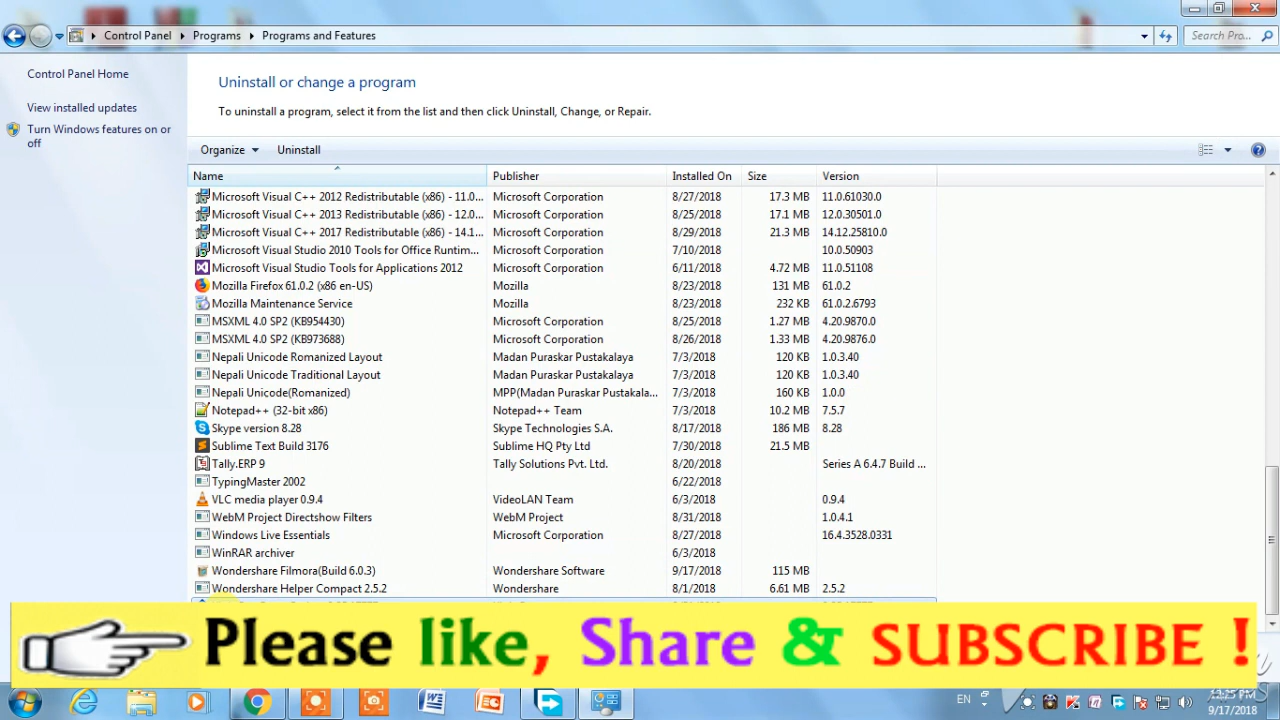 Control Panel Programs Programs and Features Search Pro...
Control Panel Home
View installed updates
Turn Windows features on or off
Uninstall or change a program
To uninstall a program, select it from the list and then click Uninstall, Change, or Repair.
Organize Uninstall
Name Publisher Installed On Size Version
Microsoft Visual C++ 2012 Redistributable (x86) - 11.0... Microsoft Corporation 8/27/2018 17.3 MB 11.0.61030.0
Microsoft Visual C++ 2013 Redistributable (x86) - 12.0... Microsoft Corporation 8/25/2018 17.1 MB 12.0.30501.0
Microsoft Visual C++ 2017 Redistributable (x86) - 14.1... Microsoft Corporation 8/29/2018 21.3 MB 14.12.25810.0
Microsoft Visual Studio 2010 Tools for Office Runtim... Microsoft Corporation 7/10/2018 10.0.50903
Microsoft Visual Studio Tools for Applications 2012 Microsoft Corporation 6/11/2018 4.72 MB 11.0.51108
Mozilla Firefox 61.0.2 (x86 en-US) Mozilla 8/23/2018 131 MB 61.0.2
Mozilla Maintenance Service Mozilla 8/23/2018 232 KB 61.0.2.6793
MSXML 4.0 SP2 (KB954430) Microsoft Corporation 8/25/2018 1.27 MB 4.20.9870.0
MSXML 4.0 SP2 (KB973688) Microsoft Corporation 8/26/2018 1.33 MB 4.20.9876.0
Nepali Unicode Romanized Layout Madan Puraskar Pustakalaya 7/3/2018 120 KB 1.0.3.40
Nepali Unicode Traditional Layout Madan Puraskar Pustakalaya 7/3/2018 120 KB 1.0.3.40
Nepali Unicode(Romanized) MPP(Madan Puraskar Pustakala... 7/3/2018 160 KB 1.0.0
Notepad++ (32-bit x86) Notepad++ Team 7/3/2018 10.2 MB 7.5.7
Skype version 8.28 Skype Technologies S.A. 8/17/2018 186 MB 8.28
Sublime Text Build 3176 Sublime HQ Pty Ltd 7/30/2018 21.5 MB
Tally.ERP 9 Tally Solutions Pvt. Ltd. 8/20/2018 Series A 6.4.7 Build ...
TypingMaster 2002 6/22/2018
VLC media player 0.9.4 VideoLAN Team 6/3/2018 0.9.4
WebM Project Directshow Filters WebM Project 8/31/2018 1.0.4.1
Windows Live Essentials Microsoft Corporation 8/27/2018 16.4.3528.0331
WinRAR archiver 6/3/2018
Wondershare Filmora(Build 6.0.3) Wondershare Software 9/17/2018 115 MB
Wondershare Helper Compact 2.5.2 Wondershare 8/1/2018 6.61 MB 2.5.2
Please like, Share & SUBSCRIBE !
EN
9/17/2018